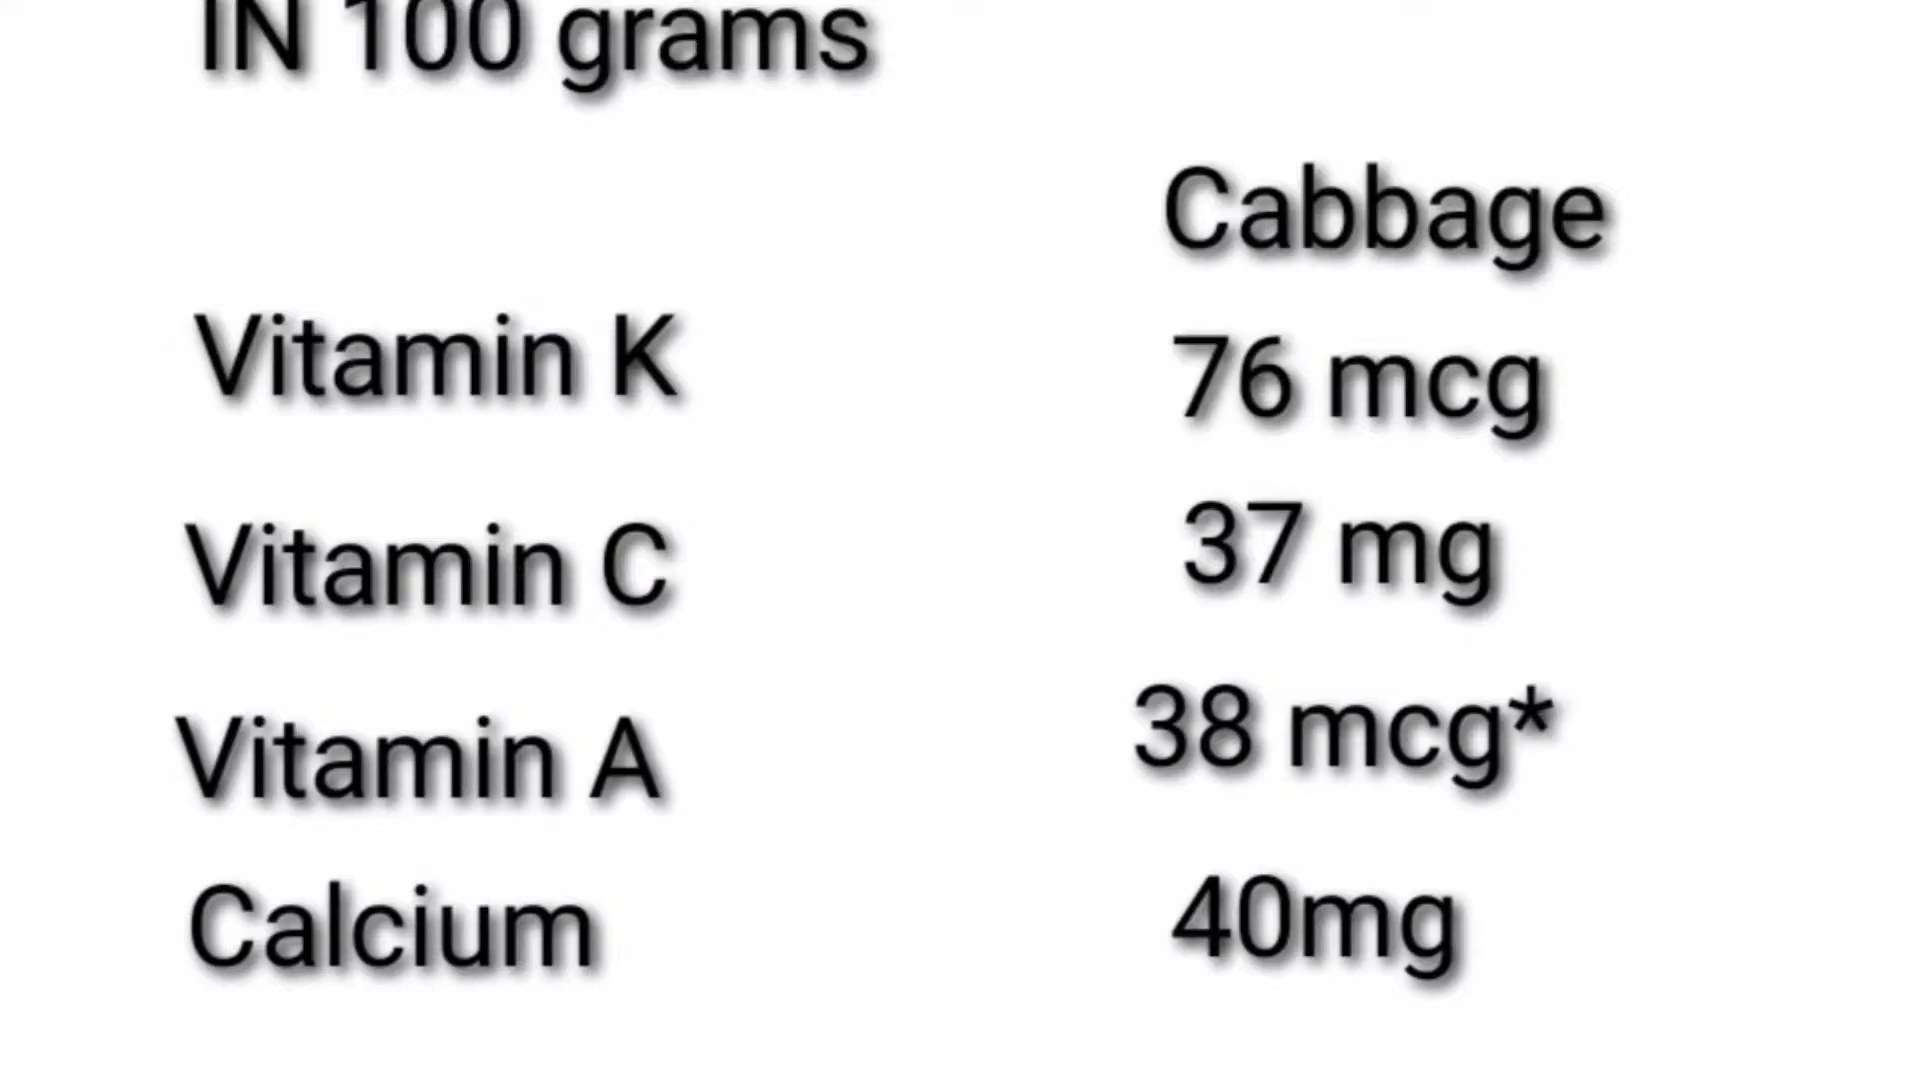 IN 100 grams
Cabbage
Vitamin K 76 mcg
Vitamin C 37 mg
Vitamin A 38 mcg*
Calcium 40mg